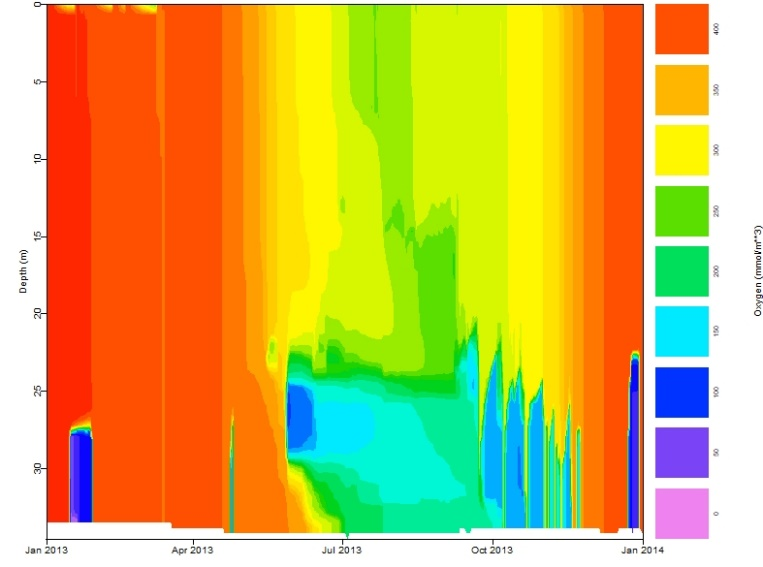 0
5
10
15
20
25
30
Depth (m)
Jan 2013
Apr 2013
Jul 2013
Oct 2013
Jan 2014
400
350
300
250
200
150
100
50
0
Oxygen (mmol/m**3)